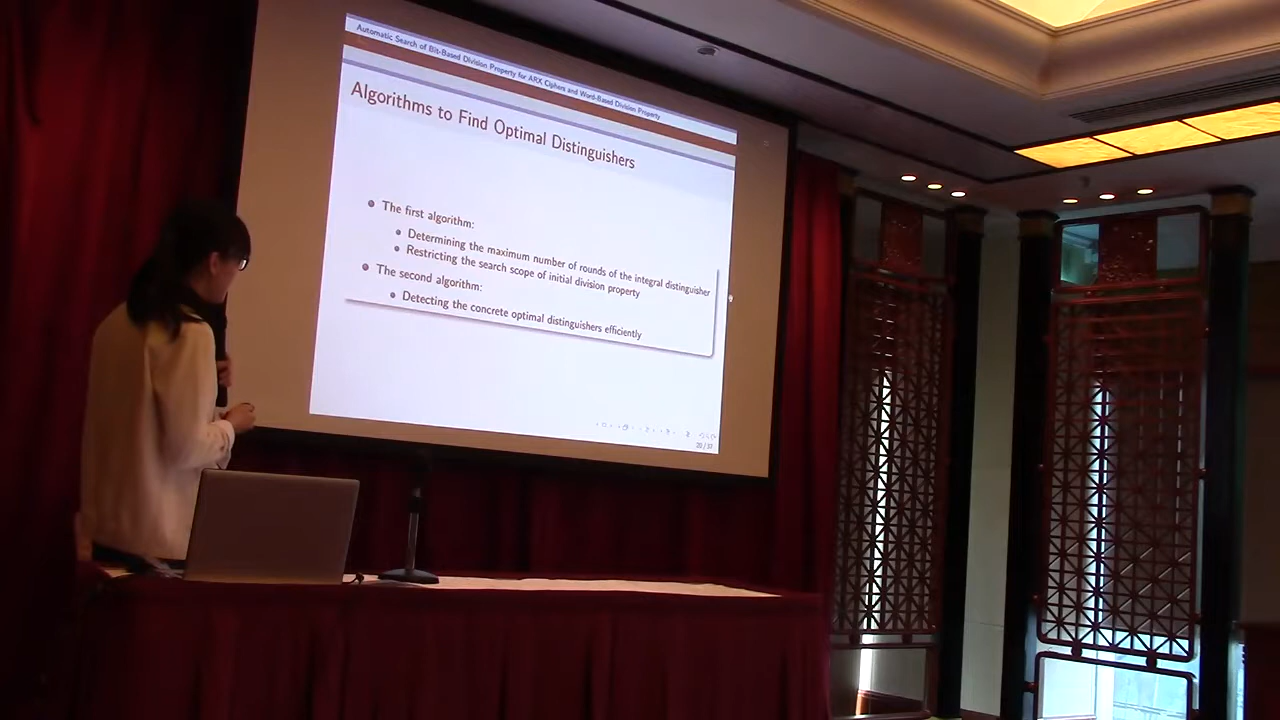 Automatic Search of Bit-Based Division Property for ARX Ciphers and Word-Based Division Property
Algorithms to Find Optimal Distinguishers
The first algorithm:
Determining the maximum number of rounds of the integral distinguisher
Restricting the search scope of initial division property
The second algorithm:
Detecting the concrete optimal distinguishers efficiently
20 / 37